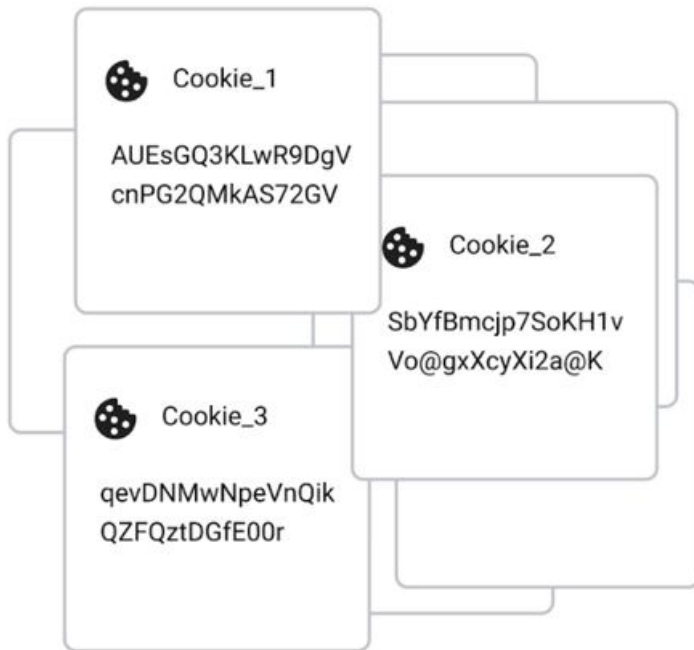 Cookie_1
AUEsGQ3KLwR9DgV
cnPG2QMkAS72GV
Cookie_2
SbYfBmcjp7SoKH1v
Vo@gxXcyXi2a@K
Cookie_3
qevDNMwNpeVnQik
QZFQztDGfE00r